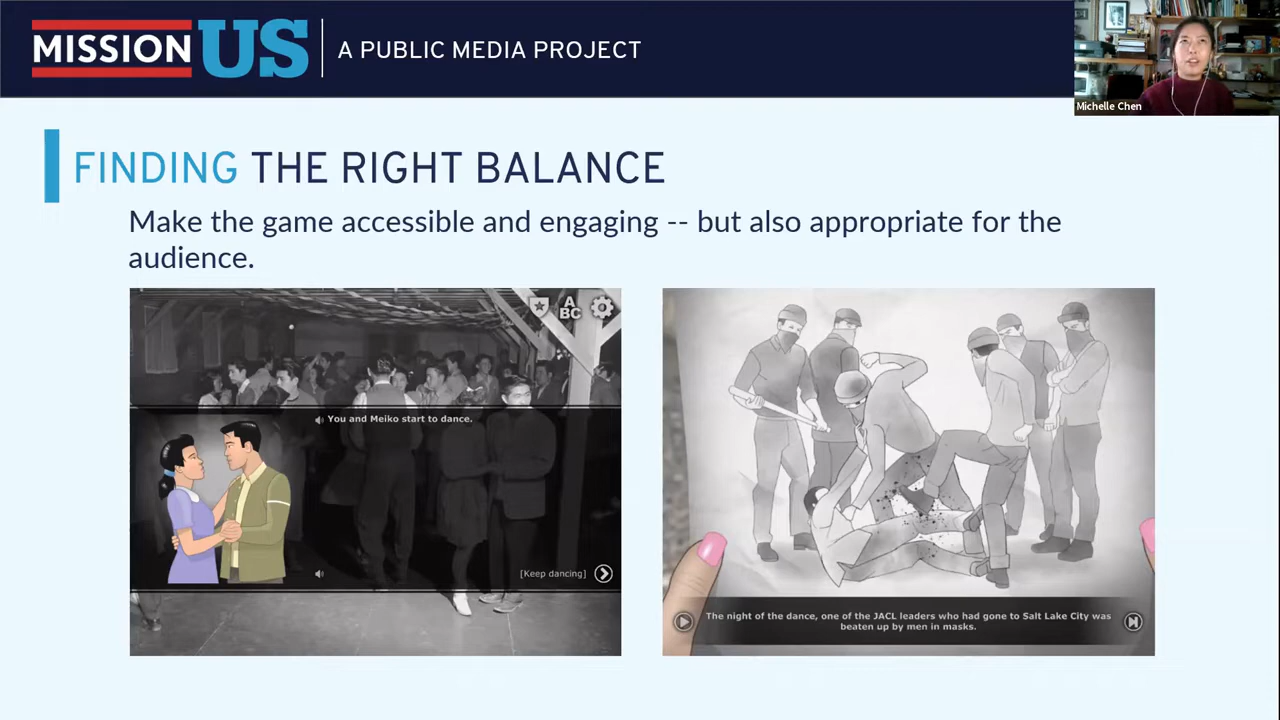 MISSION US A PUBLIC MEDIA PROJECT
Michelle Chen
FINDING THE RIGHT BALANCE
Make the game accessible and engaging -- but also appropriate for the
audience.
A
BC
You and Meiko start to dance.
[Keep dancing]
The night of the dance, one of the JACL leaders who had gone to Salt Lake City was
beaten up by men in masks.